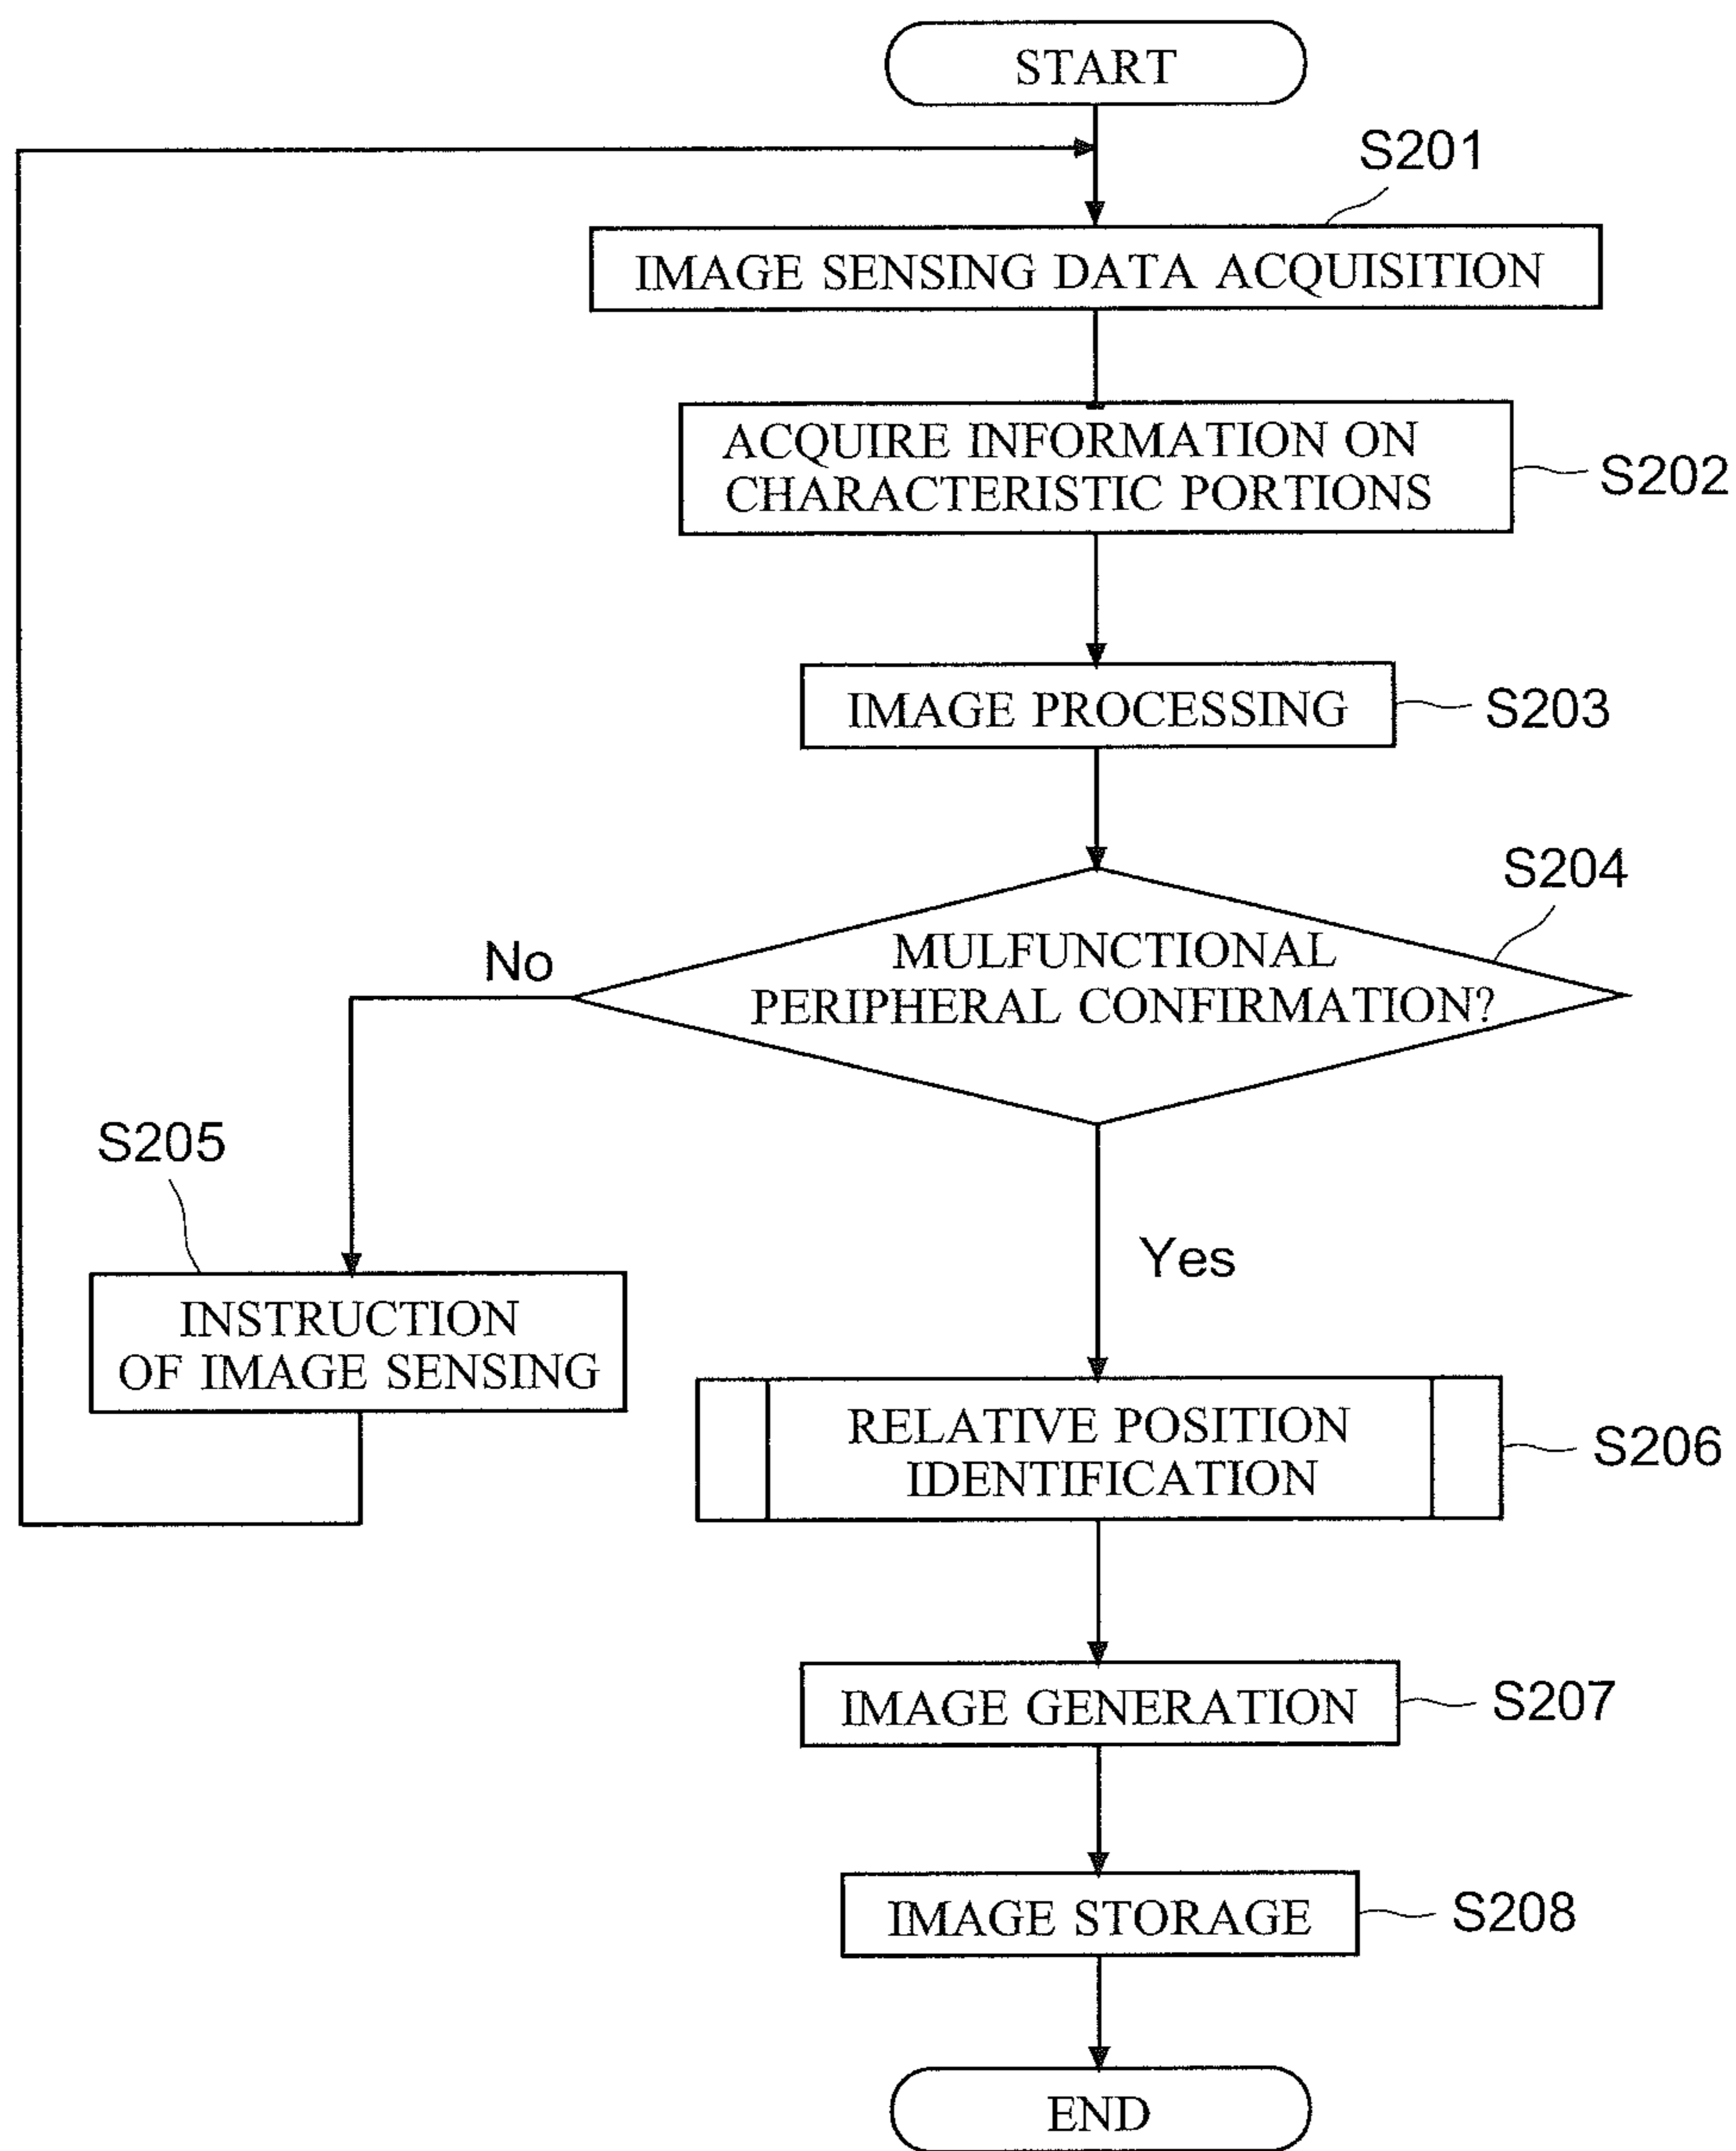 START
S201
IMAGE SENSING DATA ACQUISITION
ACQUIRE INFORMATION ON
CHARACTERISTIC PORTIONS
S202
IMAGE PROCESSING
S203
S204
MULFUNCTIONAL
PERIPHERAL CONFIRMATION?
No
Yes
S205
INSTRUCTION
OF IMAGE SENSING
RELATIVE POSITION
IDENTIFICATION
S206
IMAGE GENERATION
S207
IMAGE STORAGE
S208
END